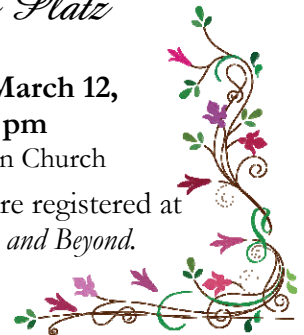 Platz
March 12,
pm
n Church
re registered at
and Beyond.